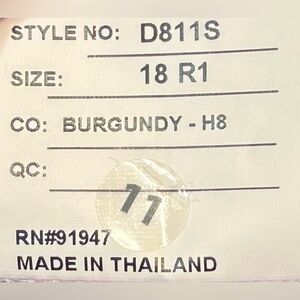 STYLE NO: D811S
SIZE: 18 R1
CO: BURGUNDY - H8
QC:
11
RN#91947
MADE IN THAILAND